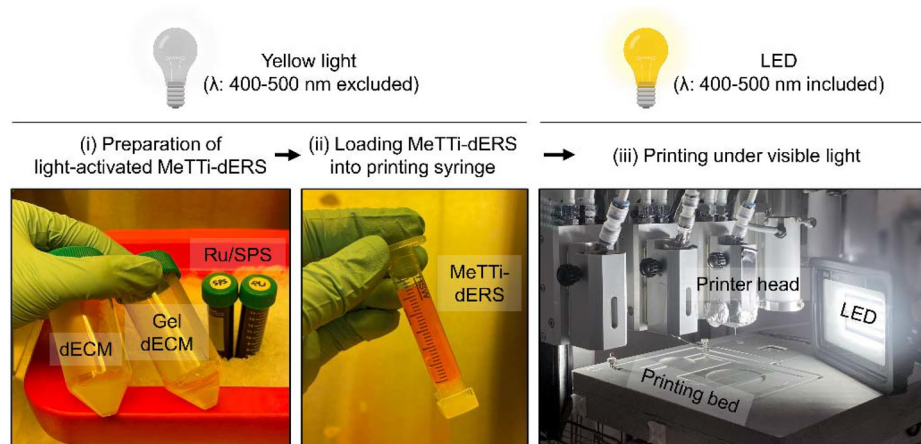 Yellow light
(λ: 400-500 nm excluded)
LED
(λ: 400-500 nm included)
(i) Preparation of
light-activated MeTTi-dERS
(ii) Loading MeTTi-dERS
into printing syringe
(iii) Printing under visible light
Ru/SPS
SPS
RU
dECM
Gel
dECM
MeTTi-
dERS
Printer head
LED
Printing bed